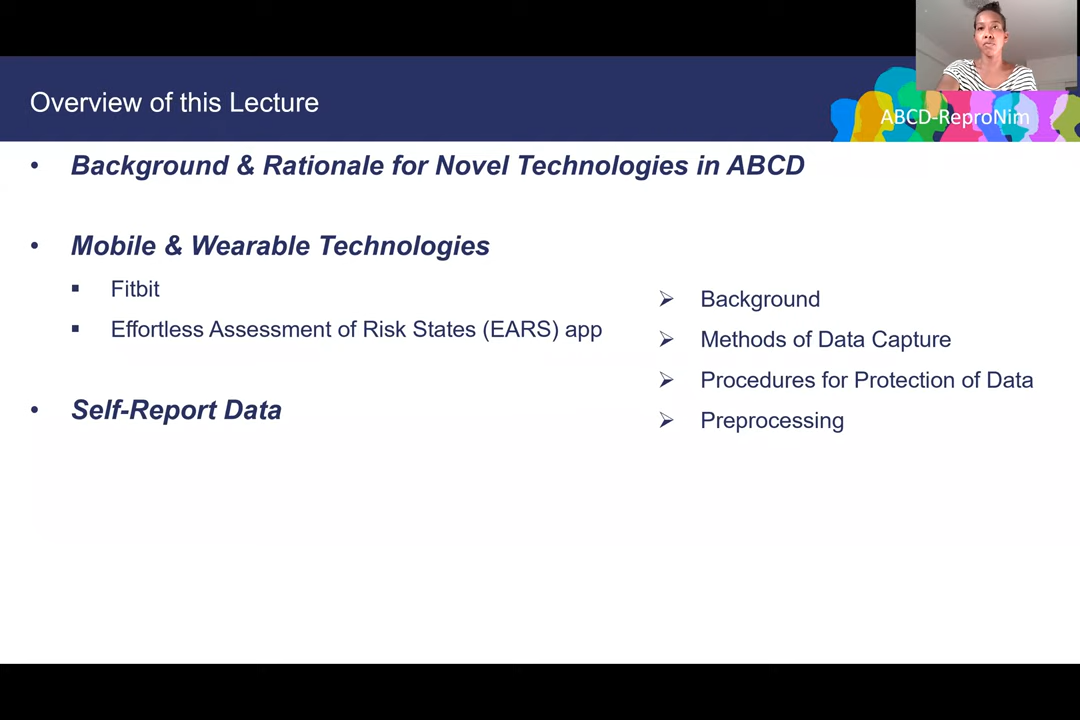 Overview of this Lecture
ABCD-ReproNim
• Background & Rationale for Novel Technologies in ABCD
• Mobile & Wearable Technologies
▪ Fitbit
▪ Effortless Assessment of Risk States (EARS) app
• Self-Report Data
➢ Background
➢ Methods of Data Capture
➢ Procedures for Protection of Data
➢ Preprocessing